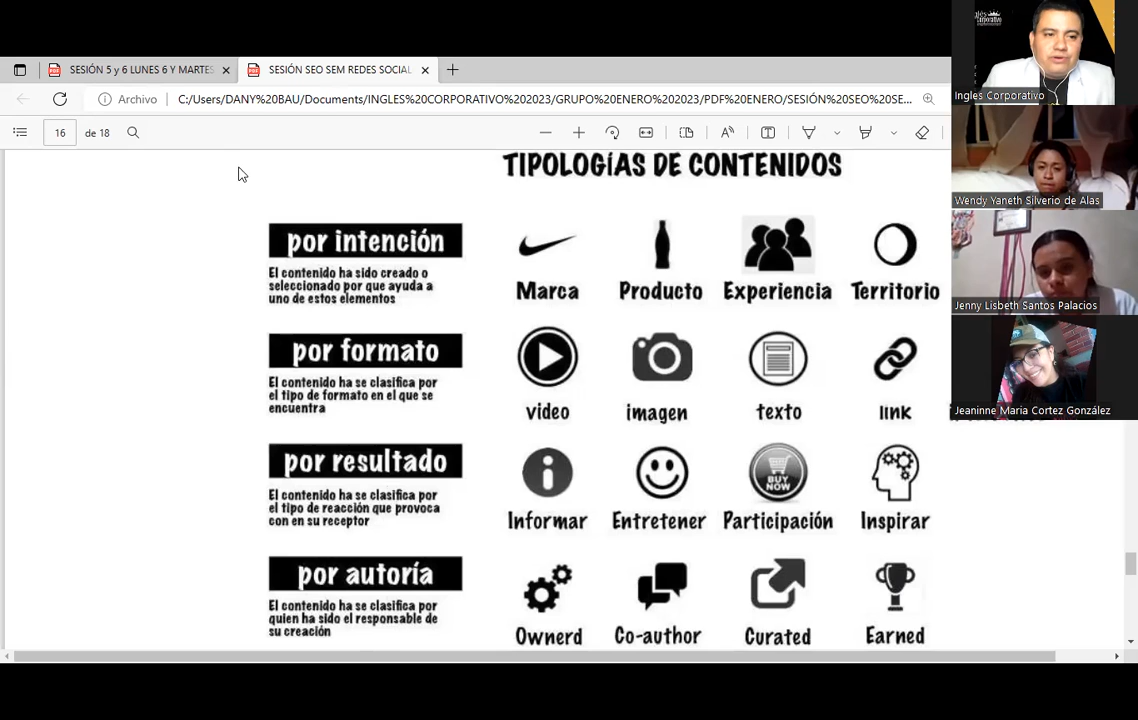 SESIÓN 5 y 6 LUNES 6 Y MARTES
SESIÓN SEO SEM REDES SOCIAL
Archivo
C:/Users/DANY%20BAU/Documents/INGLES%20CORPORATIVO%202023/GRUPO%20ENERO%202023/PDF%20ENERO/SESIÓN%20SEO%20SE...
16 de 18
TIPOLOGÍAS DE CONTENIDOS
por intención
El contenido ha sido creado o
seleccionado por que ayuda a
uno de estos elementos
Marca Producto Experiencia Territorio
por formato
El contenido ha se clasifica por
el tipo de formato en el que se
encuentra
video imagen texto link
por resultado
El contenido ha se clasifica por
el tipo de reacción que provoca
con en su receptor
BUY
NOW
Informar Entretener Participación Inspirar
por autoría
El contenido ha se clasifica por
quien ha sido el responsable de
su creación
Ownerd Co-author Curated Earned
Ingles Corporativo
Wendy Yaneth Silverio de Alas
Jenny Lisbeth Santos Palacios
Jeaninne Maria Cortez González